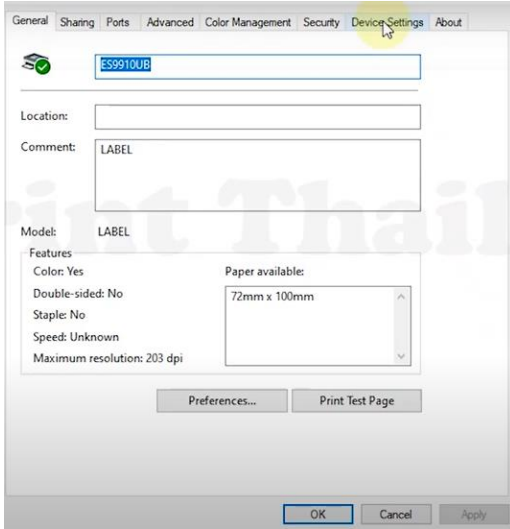 General Sharing Ports Advanced Color Management Security Device Settings About
ES9910UB
Location:
Comment: LABEL
Model: LABEL
Features
Color: Yes
Double-sided: No
Staple: No
Speed: Unknown
Maximum resolution: 203 dpi
Paper available:
72mm x 100mm
Preferences... Print Test Page
OK Cancel Apply